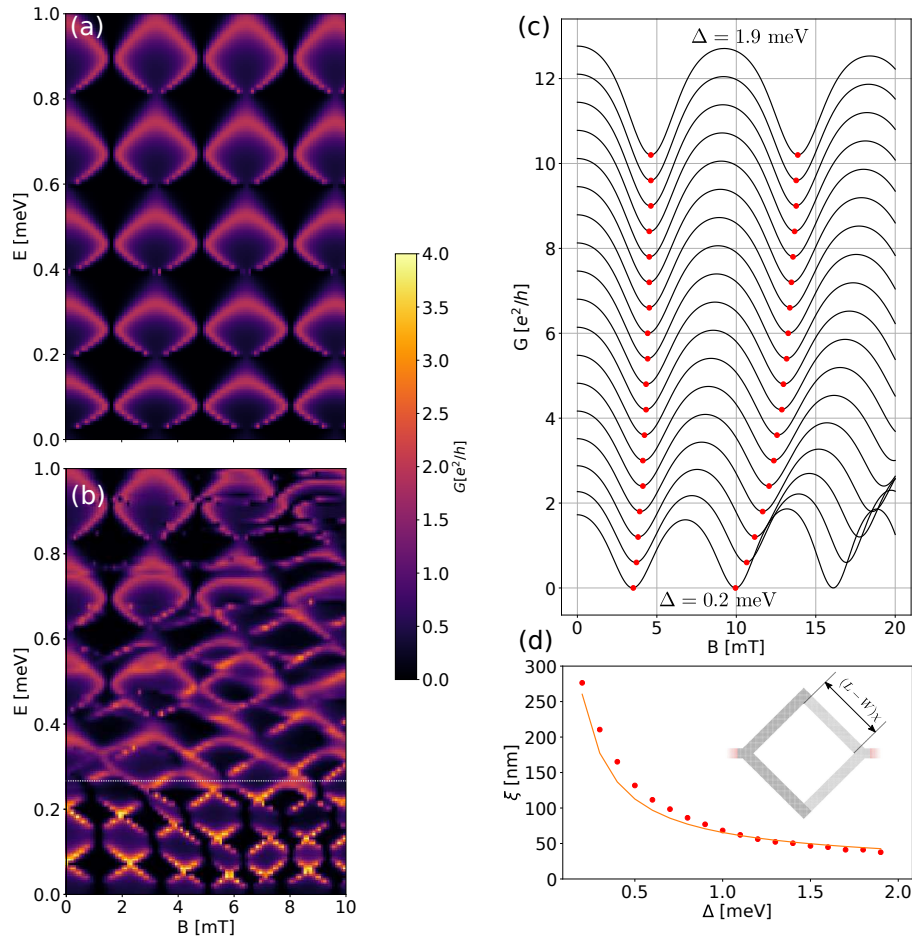 (a)
1.0
0.8
0.6
0.4
0.2
0.0
E [meV]
(b)
1.0
0.8
0.6
0.4
0.2
0.0
E [meV]
0 2 4 6 8 10
B [mT]
4.0
3.5
3.0
2.5
2.0
1.5
1.0
0.5
0.0
G[e²/h]
(c)
Δ = 1.9 meV
12
10
8
6
4
2
0
G [e²/h]
Δ = 0.2 meV
0 5 10 15 20
B [mT]
(d)
300
250
200
150
100
50
0
ξ [nm]
(L − W)χ
0.5 1.0 1.5 2.0
Δ [meV]